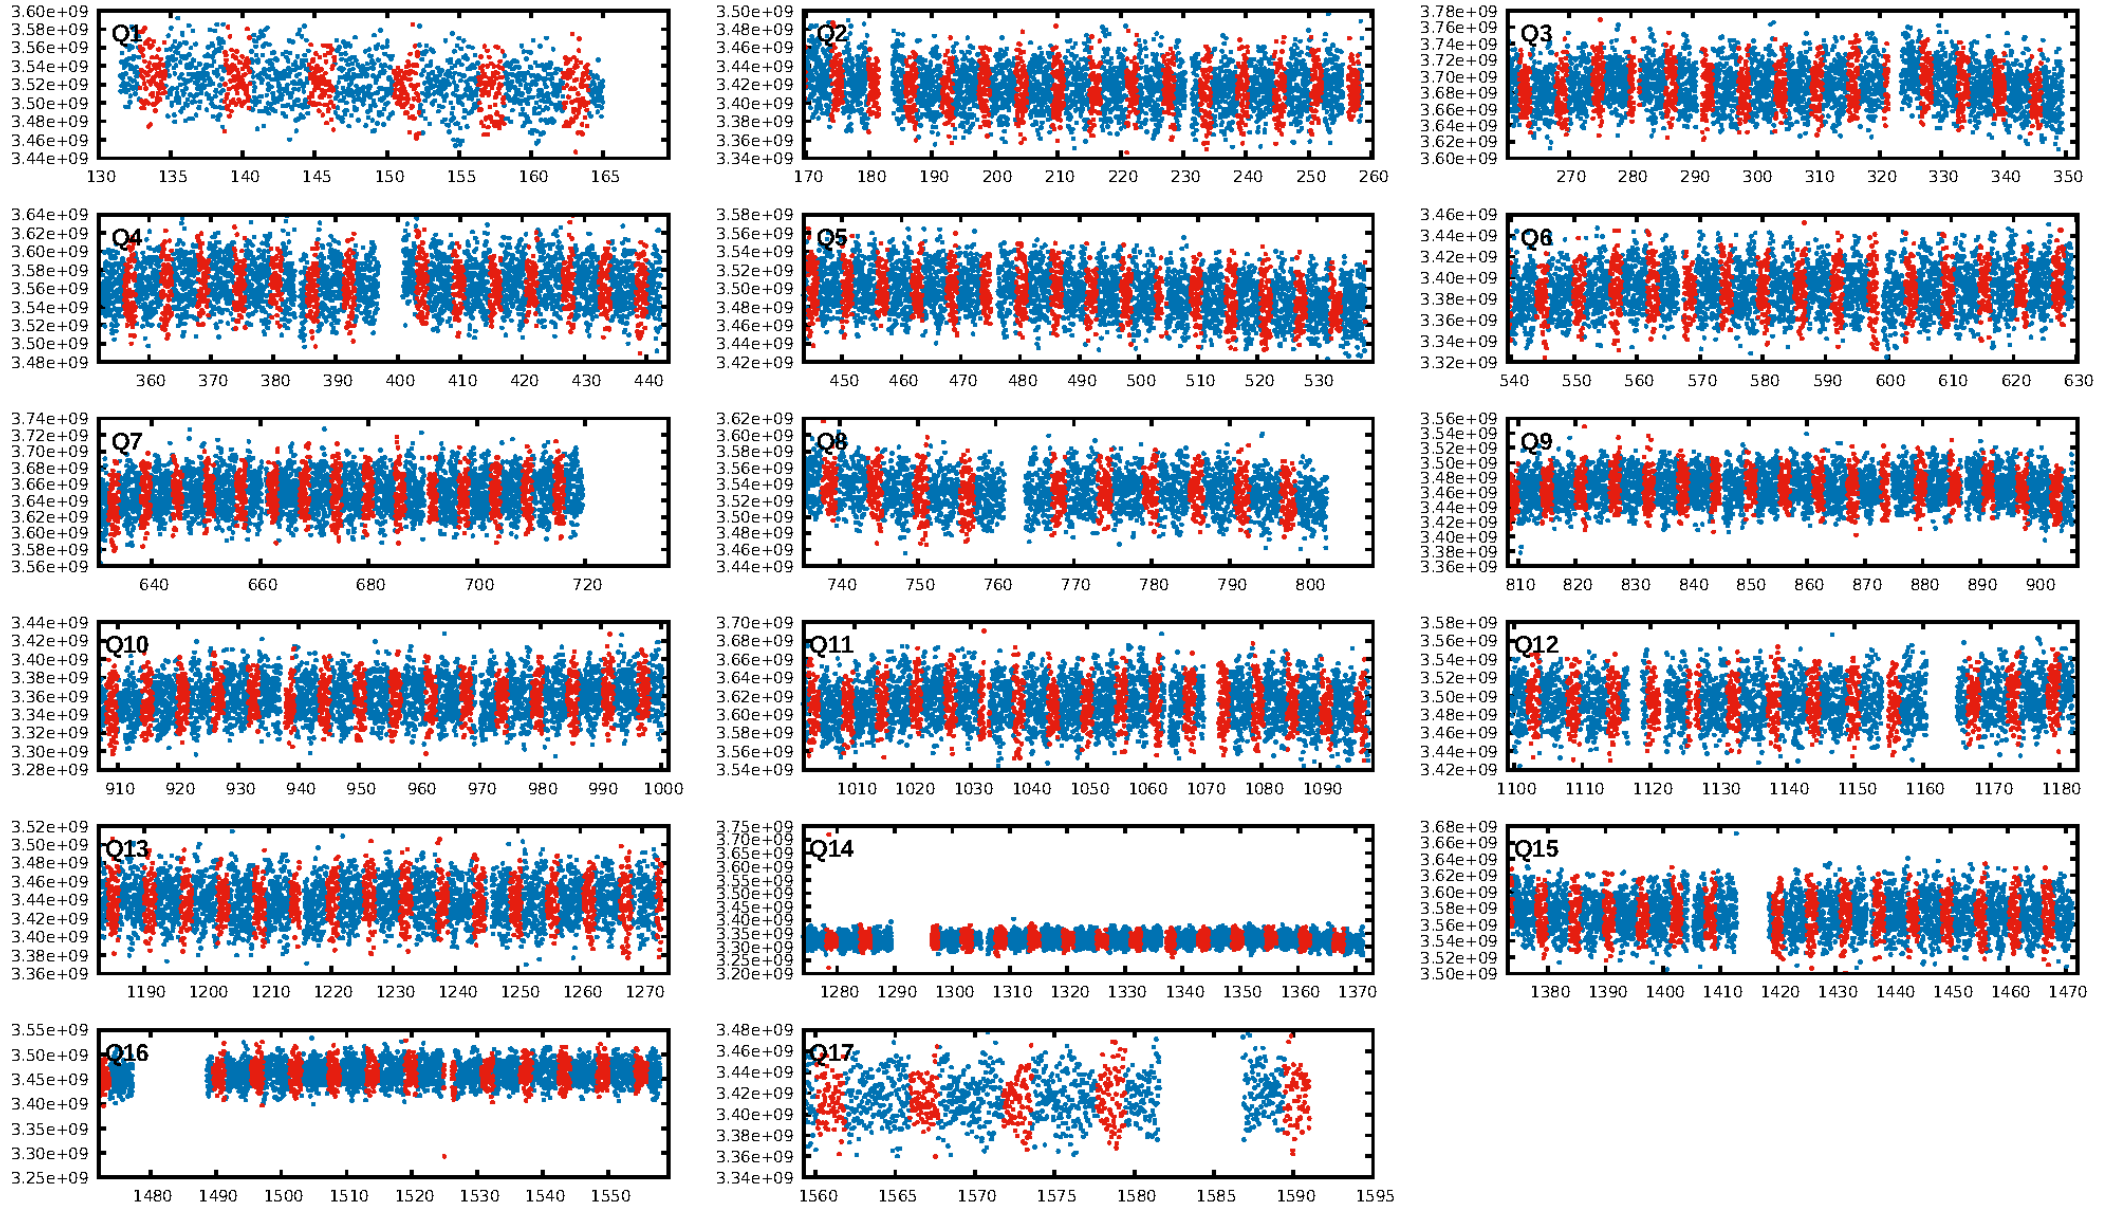 Q1
3.60e+09
3.58e+09
3.56e+09
3.54e+09
3.52e+09
3.50e+09
3.48e+09
3.46e+09
3.44e+09
130 135 140 145 150 155 160 165
Q2
3.50e+09
3.48e+09
3.46e+09
3.44e+09
3.42e+09
3.40e+09
3.38e+09
3.36e+09
3.34e+09
170 180 190 200 210 220 230 240 250 260
Q3
3.78e+09
3.76e+09
3.74e+09
3.72e+09
3.70e+09
3.68e+09
3.66e+09
3.64e+09
3.62e+09
3.60e+09
270 280 290 300 310 320 330 340 350
Q4
3.64e+09
3.62e+09
3.60e+09
3.58e+09
3.56e+09
3.54e+09
3.52e+09
3.50e+09
3.48e+09
360 370 380 390 400 410 420 430 440
Q5
3.58e+09
3.56e+09
3.54e+09
3.52e+09
3.50e+09
3.48e+09
3.46e+09
3.44e+09
3.42e+09
450 460 470 480 490 500 510 520 530
Q6
3.46e+09
3.44e+09
3.42e+09
3.40e+09
3.38e+09
3.36e+09
3.34e+09
3.32e+09
540 550 560 570 580 590 600 610 620 630
Q7
3.74e+09
3.72e+09
3.70e+09
3.68e+09
3.66e+09
3.64e+09
3.62e+09
3.60e+09
3.58e+09
3.56e+09
640 660 680 700 720
Q8
3.62e+09
3.60e+09
3.58e+09
3.56e+09
3.54e+09
3.52e+09
3.50e+09
3.48e+09
3.46e+09
3.44e+09
740 750 760 770 780 790 800
Q9
3.56e+09
3.54e+09
3.52e+09
3.50e+09
3.48e+09
3.46e+09
3.44e+09
3.42e+09
3.40e+09
3.38e+09
3.36e+09
810 820 830 840 850 860 870 880 890 900
Q10
3.44e+09
3.42e+09
3.40e+09
3.38e+09
3.36e+09
3.34e+09
3.32e+09
3.30e+09
3.28e+09
910 920 930 940 950 960 970 980 990 1000
Q11
3.70e+09
3.68e+09
3.66e+09
3.64e+09
3.62e+09
3.60e+09
3.58e+09
3.56e+09
3.54e+09
1010 1020 1030 1040 1050 1060 1070 1080 1090
Q12
3.58e+09
3.56e+09
3.54e+09
3.52e+09
3.50e+09
3.48e+09
3.46e+09
3.44e+09
3.42e+09
1100 1110 1120 1130 1140 1150 1160 1170 1180
Q13
3.52e+09
3.50e+09
3.48e+09
3.46e+09
3.44e+09
3.42e+09
3.40e+09
3.38e+09
3.36e+09
1190 1200 1210 1220 1230 1240 1250 1260 1270
Q14
3.75e+09
3.70e+09
3.65e+09
3.60e+09
3.55e+09
3.50e+09
3.45e+09
3.40e+09
3.35e+09
3.30e+09
3.25e+09
3.20e+09
1280 1290 1300 1310 1320 1330 1340 1350 1360 1370
Q15
3.68e+09
3.66e+09
3.64e+09
3.62e+09
3.60e+09
3.58e+09
3.56e+09
3.54e+09
3.52e+09
3.50e+09
1380 1390 1400 1410 1420 1430 1440 1450 1460 1470
Q16
3.55e+09
3.50e+09
3.45e+09
3.40e+09
3.35e+09
3.30e+09
3.25e+09
1480 1490 1500 1510 1520 1530 1540 1550
Q17
3.48e+09
3.46e+09
3.44e+09
3.42e+09
3.40e+09
3.38e+09
3.36e+09
3.34e+09
1560 1565 1570 1575 1580 1585 1590 1595